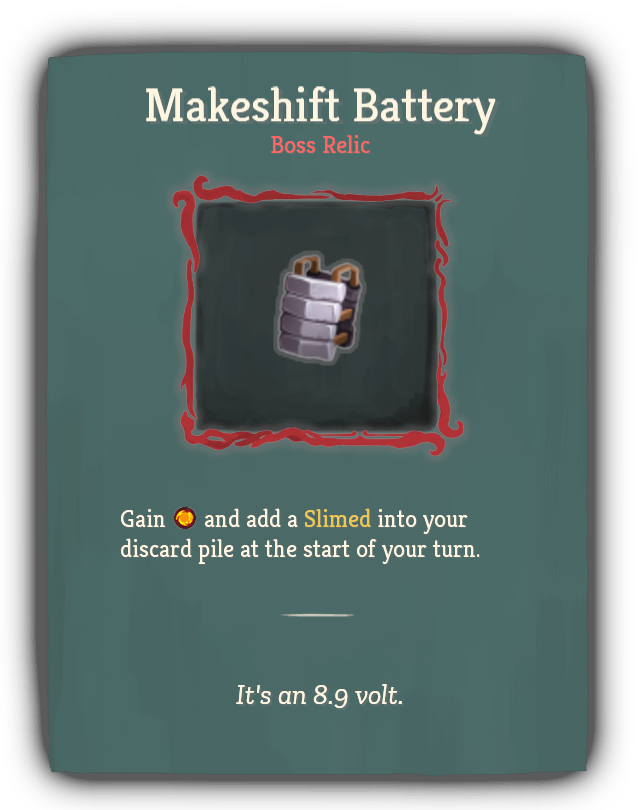 Makeshift Battery
Boss Relic
Gain and add a Slimed into your
discard pile at the start of your turn.
It's an 8.9 volt.